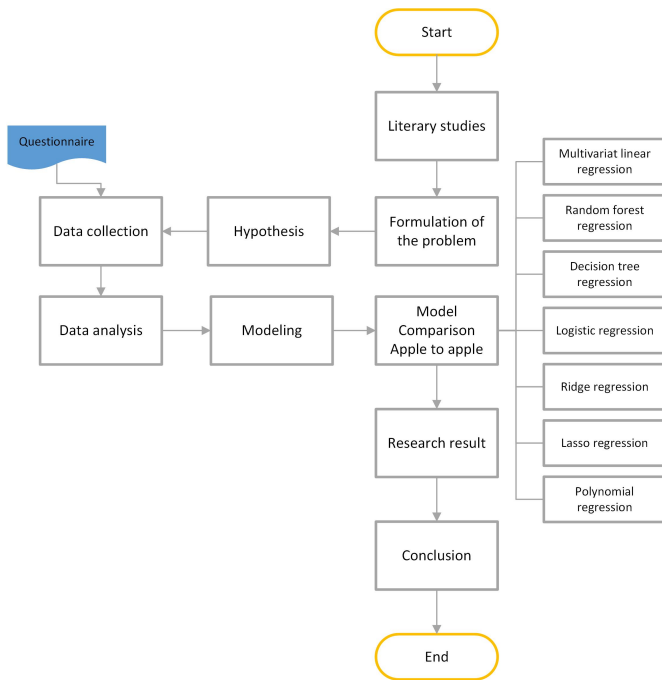 Start
Literary studies
Questionnaire
Multivariat linear
regression
Data collection
Hypothesis
Formulation of
the problem
Random forest
regression
Decision tree
regression
Data analysis
Modeling
Model
Comparison
Apple to apple
Logistic regression
Ridge regression
Research result
Lasso regression
Polynomial
regression
Conclusion
End